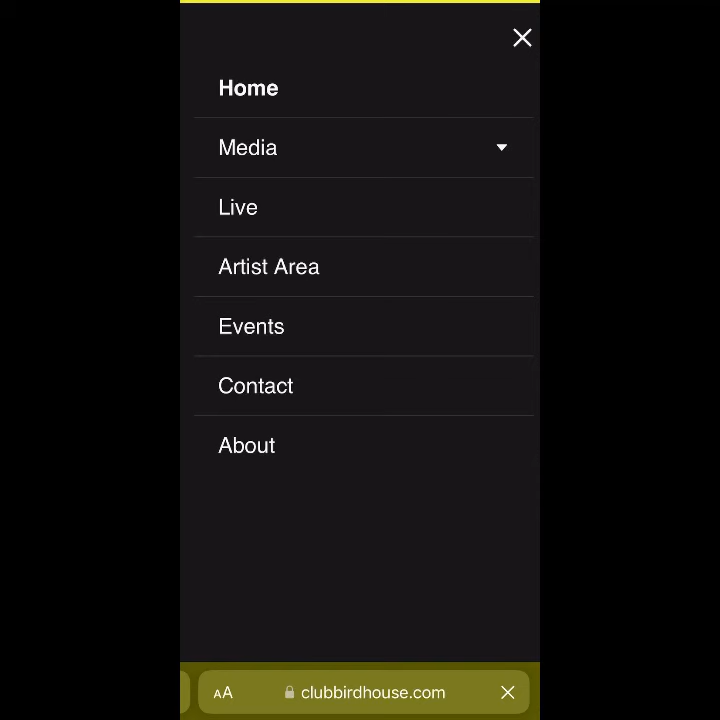 Home
Media
Live
Artist Area
Events
Contact
About
AA clubbirdhouse.com